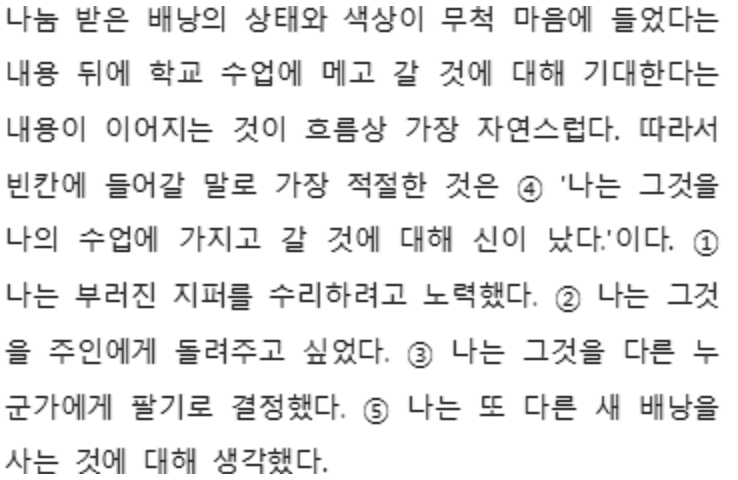 나눔 받은 배낭의 상태와 색상이 무척 마음에 들었다는
내용 뒤에 학교 수업에 메고 갈 것에 대해 기대한다는
내용이 이어지는 것이 흐름상 가장 자연스럽다. 따라서
빈칸에 들어갈 말로 가장 적절한 것은 ④ '나는 그것을
나의 수업에 가지고 갈 것에 대해 신이 났다.'이다. ①
나는 부러진 지퍼를 수리하려고 노력했다. ② 나는 그것
을 주인에게 돌려주고 싶었다. ③ 나는 그것을 다른 누
군가에게 팔기로 결정했다. ⑤ 나는 또 다른 새 배낭을
사는 것에 대해 생각했다.